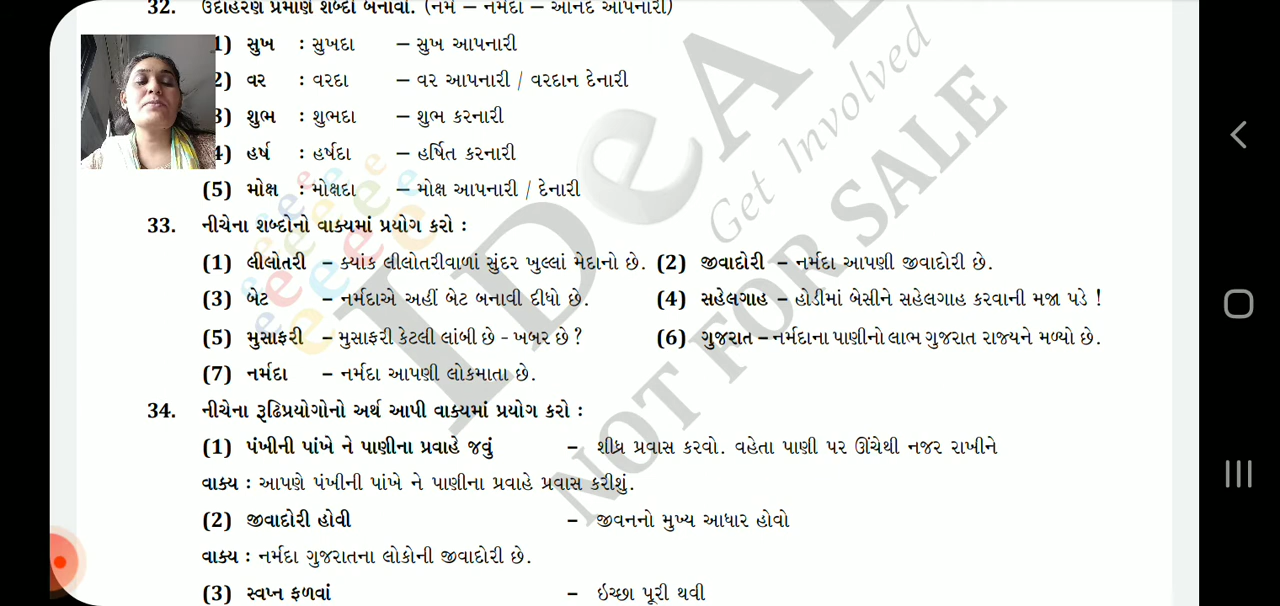 32. ઉદાહરણ પ્રમાણે શબ્દો બનાવો. (નર્મ – નર્મદા – આનંદ આપનારી)
1) સુખ : સુખદા – સુખ આપનારી
2) વર : વરદા – વર આપનારી / વરદાન દેનારી
3) શુભ : શુભદા – શુભ કરનારી
4) હર્ષ : હર્ષદા – હર્ષિત કરનારી
(5) મોક્ષ : મોક્ષદા – મોક્ષ આપનારી / દેનારી
33. નીચેના શબ્દોનો વાક્યમાં પ્રયોગ કરો :
(1) લીલોતરી – ક્યાંક લીલોતરીવાળાં સુંદર ખુલ્લાં મેદાનો છે. (2) જીવાદોરી – નર્મદા આપણી જીવાદોરી છે.
(3) બેટ – નર્મદાએ અહીં બેટ બનાવી દીધો છે. (4) સહેલગાહ – હોડીમાં બેસીને સહેલગાહ કરવાની મજા પડે !
(5) મુસાફરી – મુસાફરી કેટલી લાંબી છે - ખબર છે ? (6) ગુજરાત – નર્મદાના પાણીનો લાભ ગુજરાત રાજ્યને મળ્યો છે.
(7) નર્મદા – નર્મદા આપણી લોકમાતા છે.
34. નીચેના રૂઢિપ્રયોગોનો અર્થ આપી વાક્યમાં પ્રયોગ કરો :
(1) પંખીની પાંખે ને પાણીના પ્રવાહે જવું – શીઘ્ર પ્રવાસ કરવો. વહેતા પાણી પર ઊંચેથી નજર રાખીને
વાક્ય : આપણે પંખીની પાંખે ને પાણીના પ્રવાહે પ્રવાસ કરીશું.
(2) જીવાદોરી હોવી – જીવનનો મુખ્ય આધાર હોવો
વાક્ય : નર્મદા ગુજરાતના લોકોની જીવાદોરી છે.
(3) સ્વપ્ન ફળવાં – ઇચ્છા પૂરી થવી
IDeAL
Get Involved
NOT FOR SALE